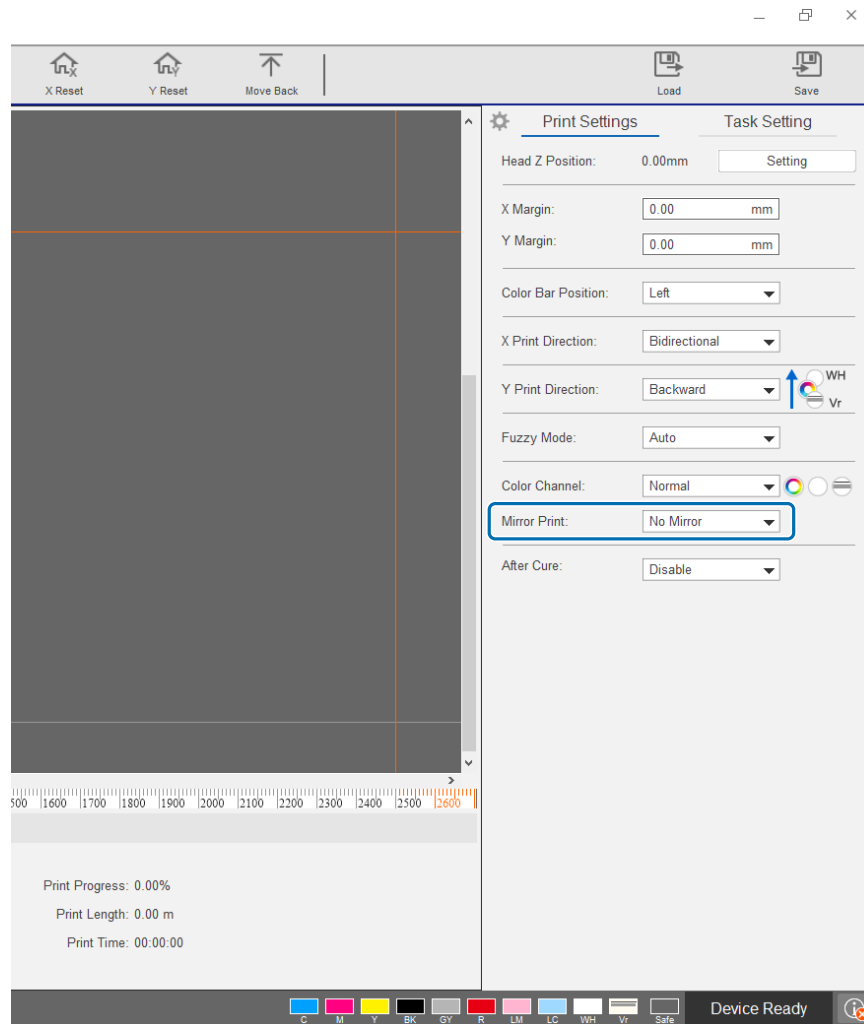 X Reset Y Reset Move Back Load Save
Print Settings Task Setting
Head Z Position: 0.00mm Setting
X Margin: 0.00 mm
Y Margin: 0.00 mm
Color Bar Position: Left
X Print Direction: Bidirectional
WH
Y Print Direction: Backward
Vr
Fuzzy Mode: Auto
Color Channel: Normal
Mirror Print: No Mirror
After Cure: Disable
500 1600 1700 1800 1900 2000 2100 2200 2300 2400 2500 2600
Print Progress: 0.00%
Print Length: 0.00 m
Print Time: 00:00:00
C M Y BK GY R LM LC WH Vr Safe Device Ready